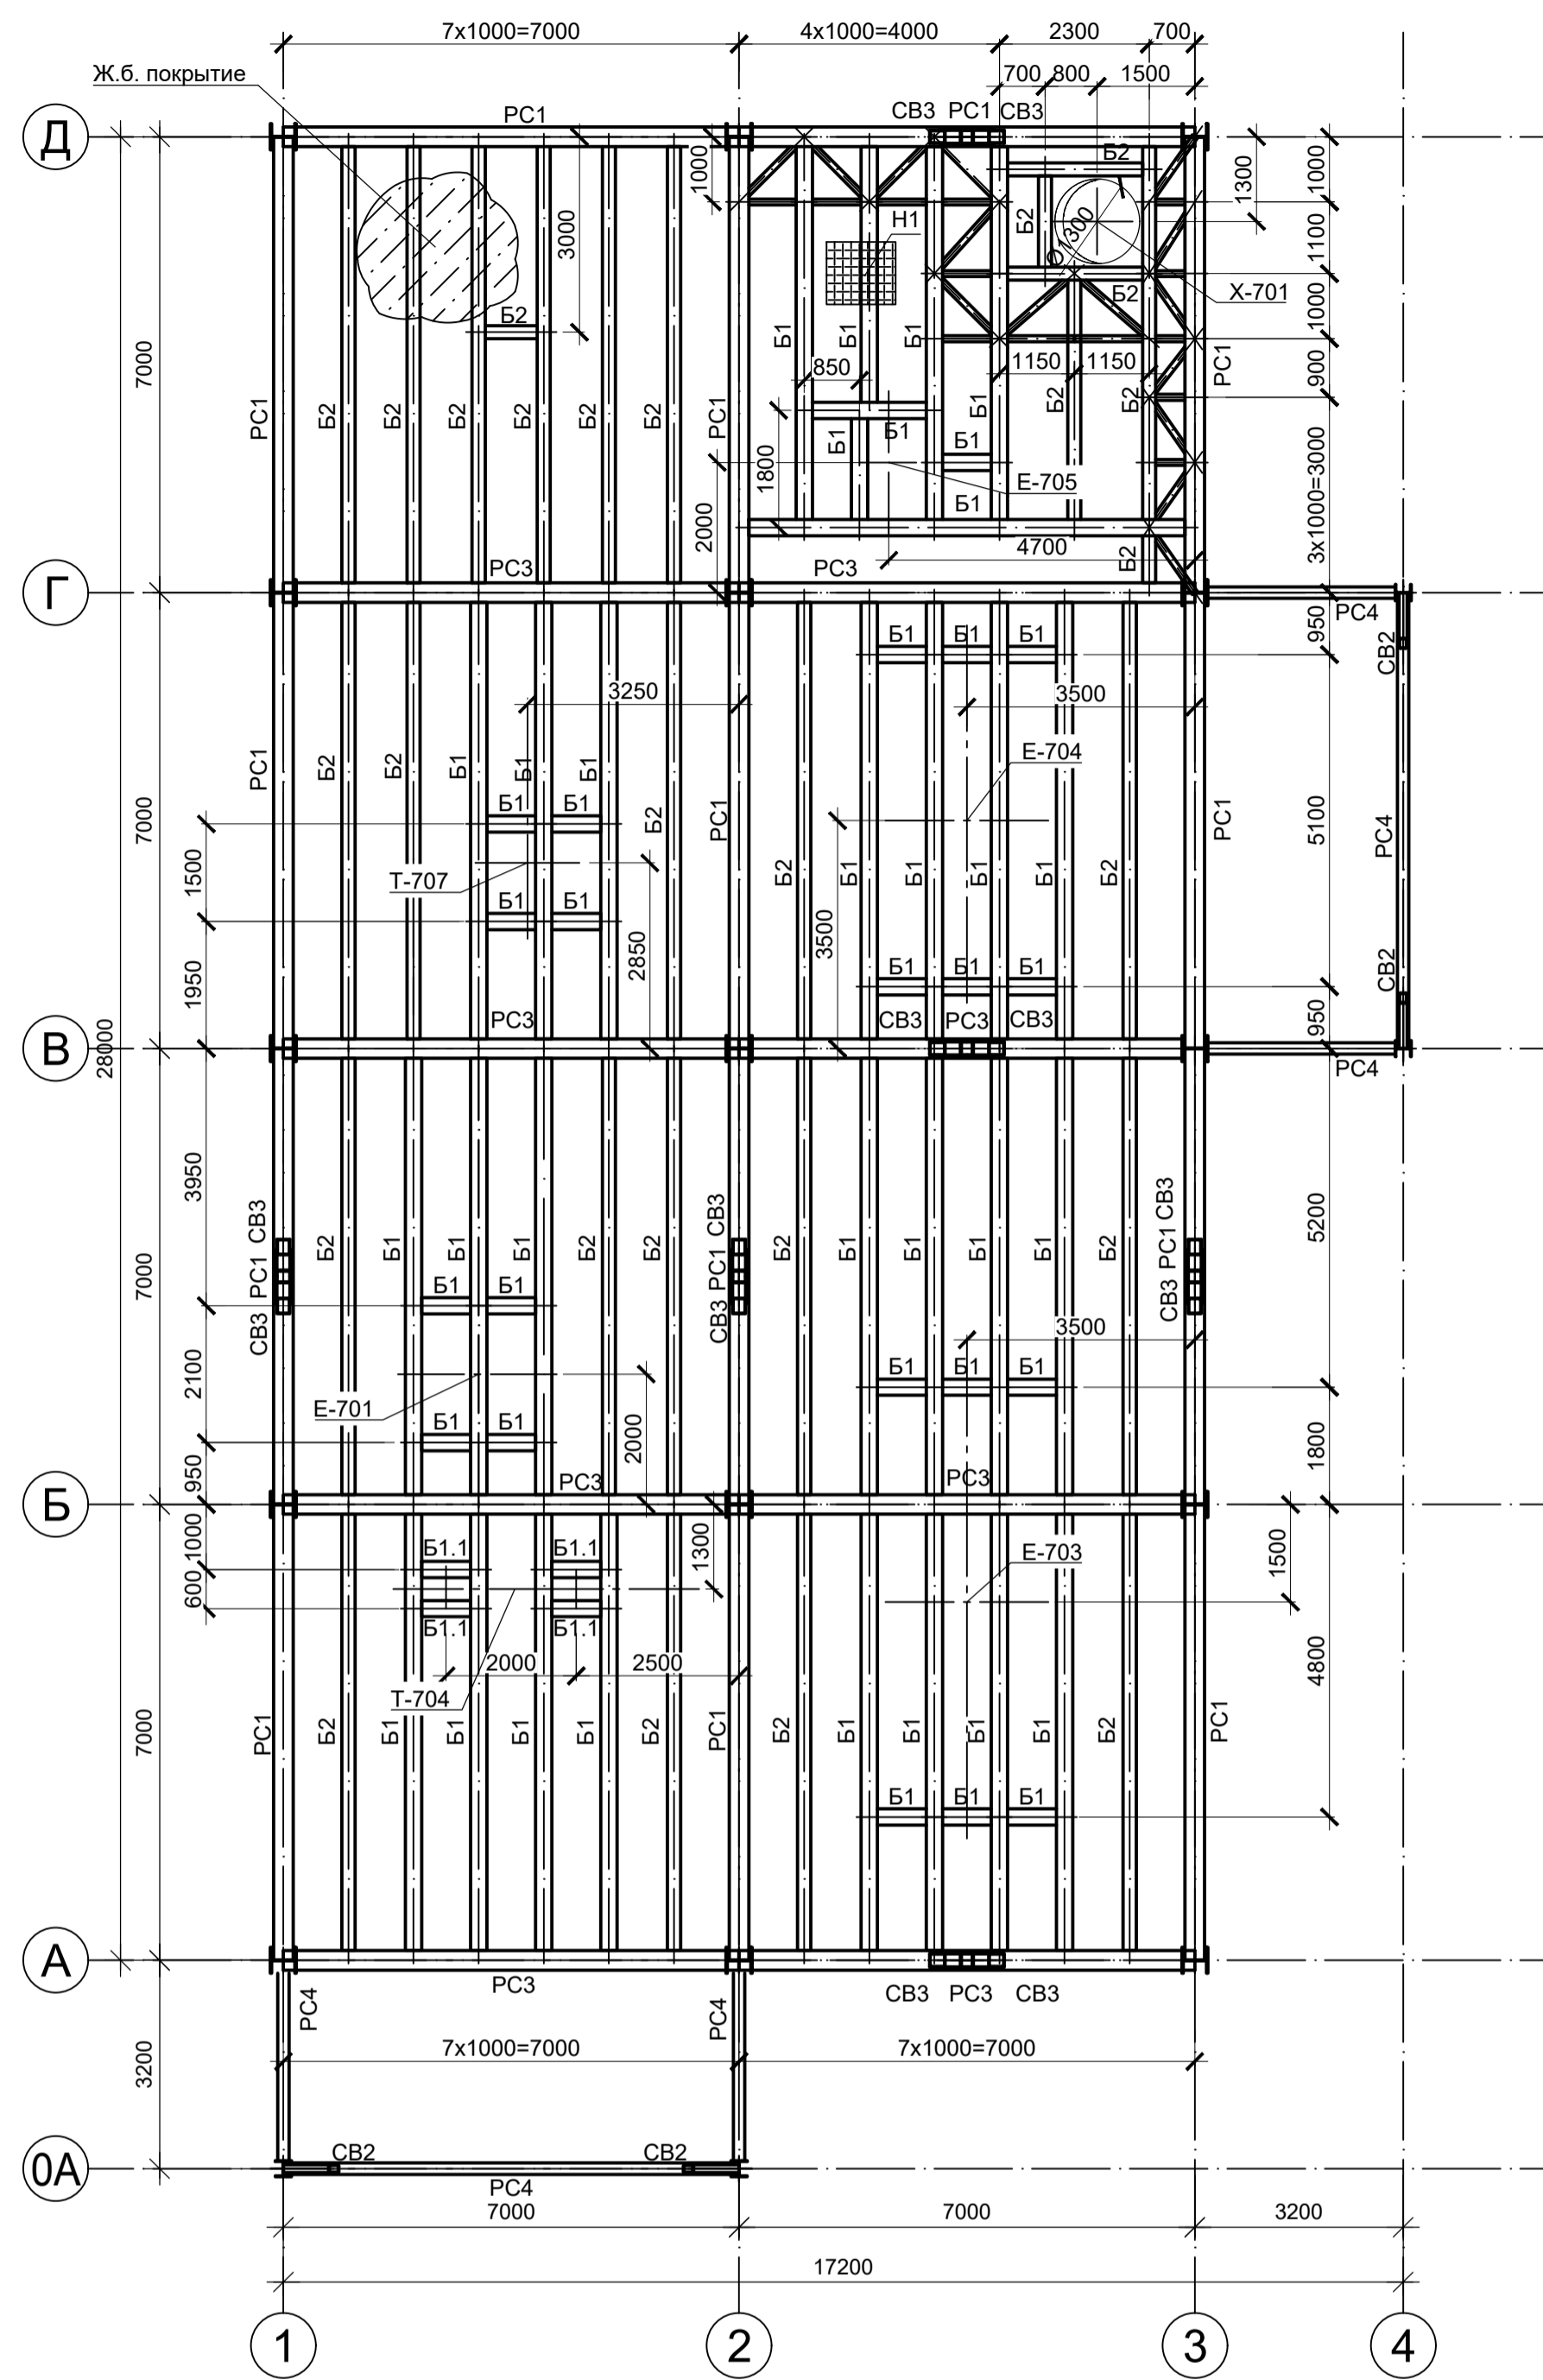 7x1000=7000
4x1000=4000
2300
700
700
800
1500
Ж.б. покрытие
РС1
СВ3
РС1
СВ3
Д
Б2
1000
1300
1000
3000
Н1
Б2
Ø1300
1100
Х-701
Б2
Б2
1000
7000
Б1
Б1
Б1
850
1150
1150
РС1
900
РС1
Б2
Б2
Б2
Б2
Б2
Б2
РС1
Б1
Б2
Б2
Б1
Б1
Б1
1800
Е-705
Б1
2000
3x1000=3000
4700
Б2
Г
РС3
РС3
РС4
950
Б1
Б1
Б1
СВ2
3250
3500
РС1
Б2
Б2
Б1
Б1
Б1
Е-704
Б1
Б1
7000
Б2
РС1
РС1
5100
РС4
1500
Т-707
Б2
Б1
Б1
Б1
Б1
Б2
Б1
Б1
3500
1950
2850
Б1
Б1
Б1
СВ2
РС3
СВ3
РС3
СВ3
950
В
28000
РС4
3950
СВ3
СВ3
СВ3
5200
Б2
Б1
Б1
Б1
Б2
Б2
Б2
Б1
Б1
Б1
Б1
Б2
7000
РС1
РС1
РС1
Б1
Б1
СВ3
СВ3
СВ3
3500
2100
Б1
Б1
Б1
Е-701
Б1
Б1
2000
1800
950
РС3
РС3
Б
1000
Б1.1
Б1.1
1300
Е-703
1500
600
Б1.1
Б1.1
2000
2500
4800
Т-704
7000
РС1
Б2
Б1
Б1
Б1
Б1
Б2
РС1
Б2
Б1
Б1
Б1
Б1
Б2
РС1
Б1
Б1
Б1
А
РС3
СВ3
РС3
СВ3
РС4
РС4
3200
7x1000=7000
7x1000=7000
0А
СВ2
СВ2
РС4
7000
7000
3200
17200
1
2
3
4